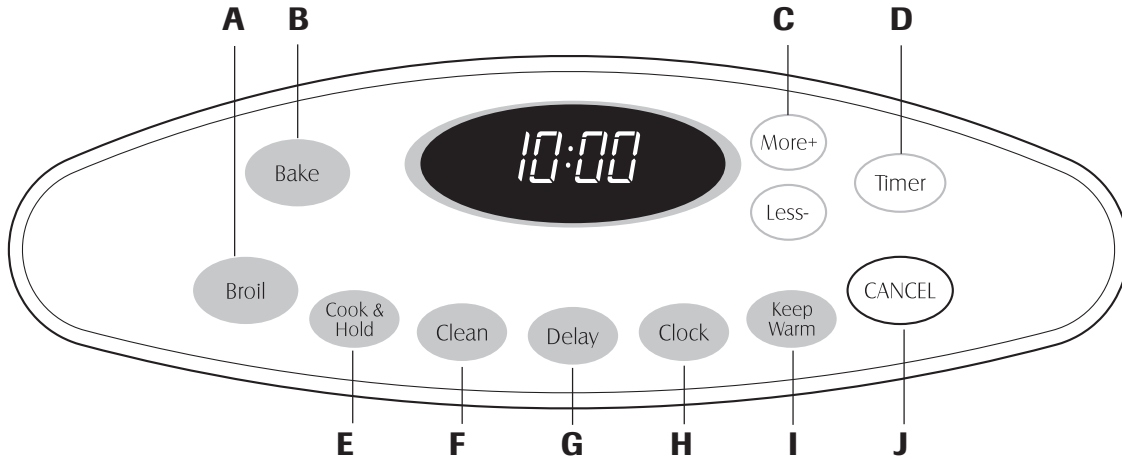 A B C D
10:00
More+
Bake
Timer
Less-
Broil
CANCEL
Cook &
Hold
Clean
Delay
Clock
Keep
Warm
E F G H I J